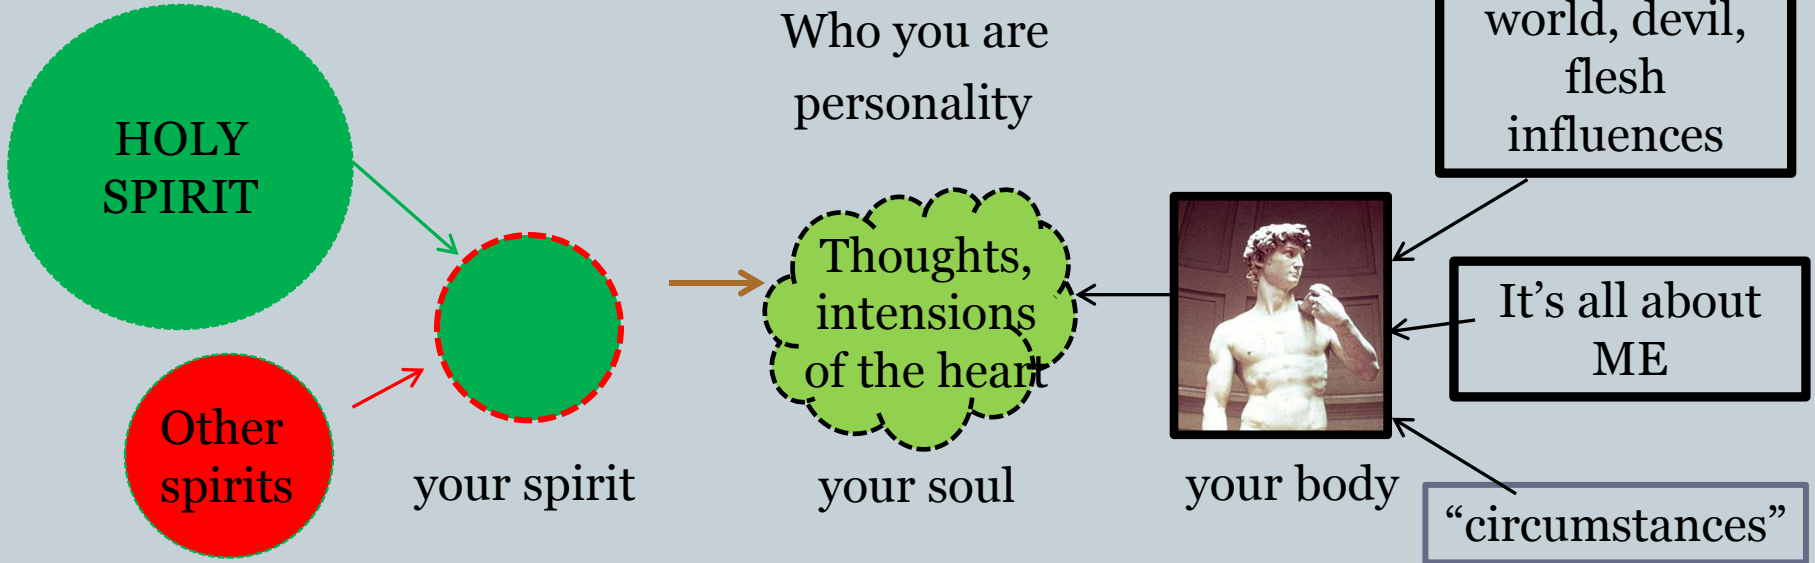 HOLY
SPIRIT
Other
spirits
your spirit
Who you are
personality
Thoughts,
intensions
of the heart
your soul
your body
world, devil,
flesh
influences
It’s all about
ME
“circumstances”